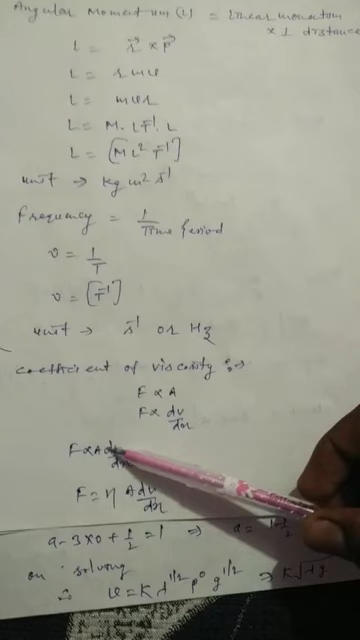 Angular Momentum (L) = Linear momentum
× ⊥ distance
L = r⃗ × p⃗
L = r m v
L = m v r
L = M. L T⁻¹. L
L = [M L² T⁻¹]
unit → kg m² s⁻¹
Frequency = 1/Time Period
ν = 1/T
ν = [T⁻¹]
unit → s⁻¹ or Hz
coefficient of viscosity :→
F ∝ A
F ∝ dv/dx
F ∝ A dv/dx
F = η A dv/dx
a - 3×0 + 1/2 = 1 ⇒ a =
on solving
∴ v = K λ^1/2 ρ^0 g^1/2 ⇒ K√λg